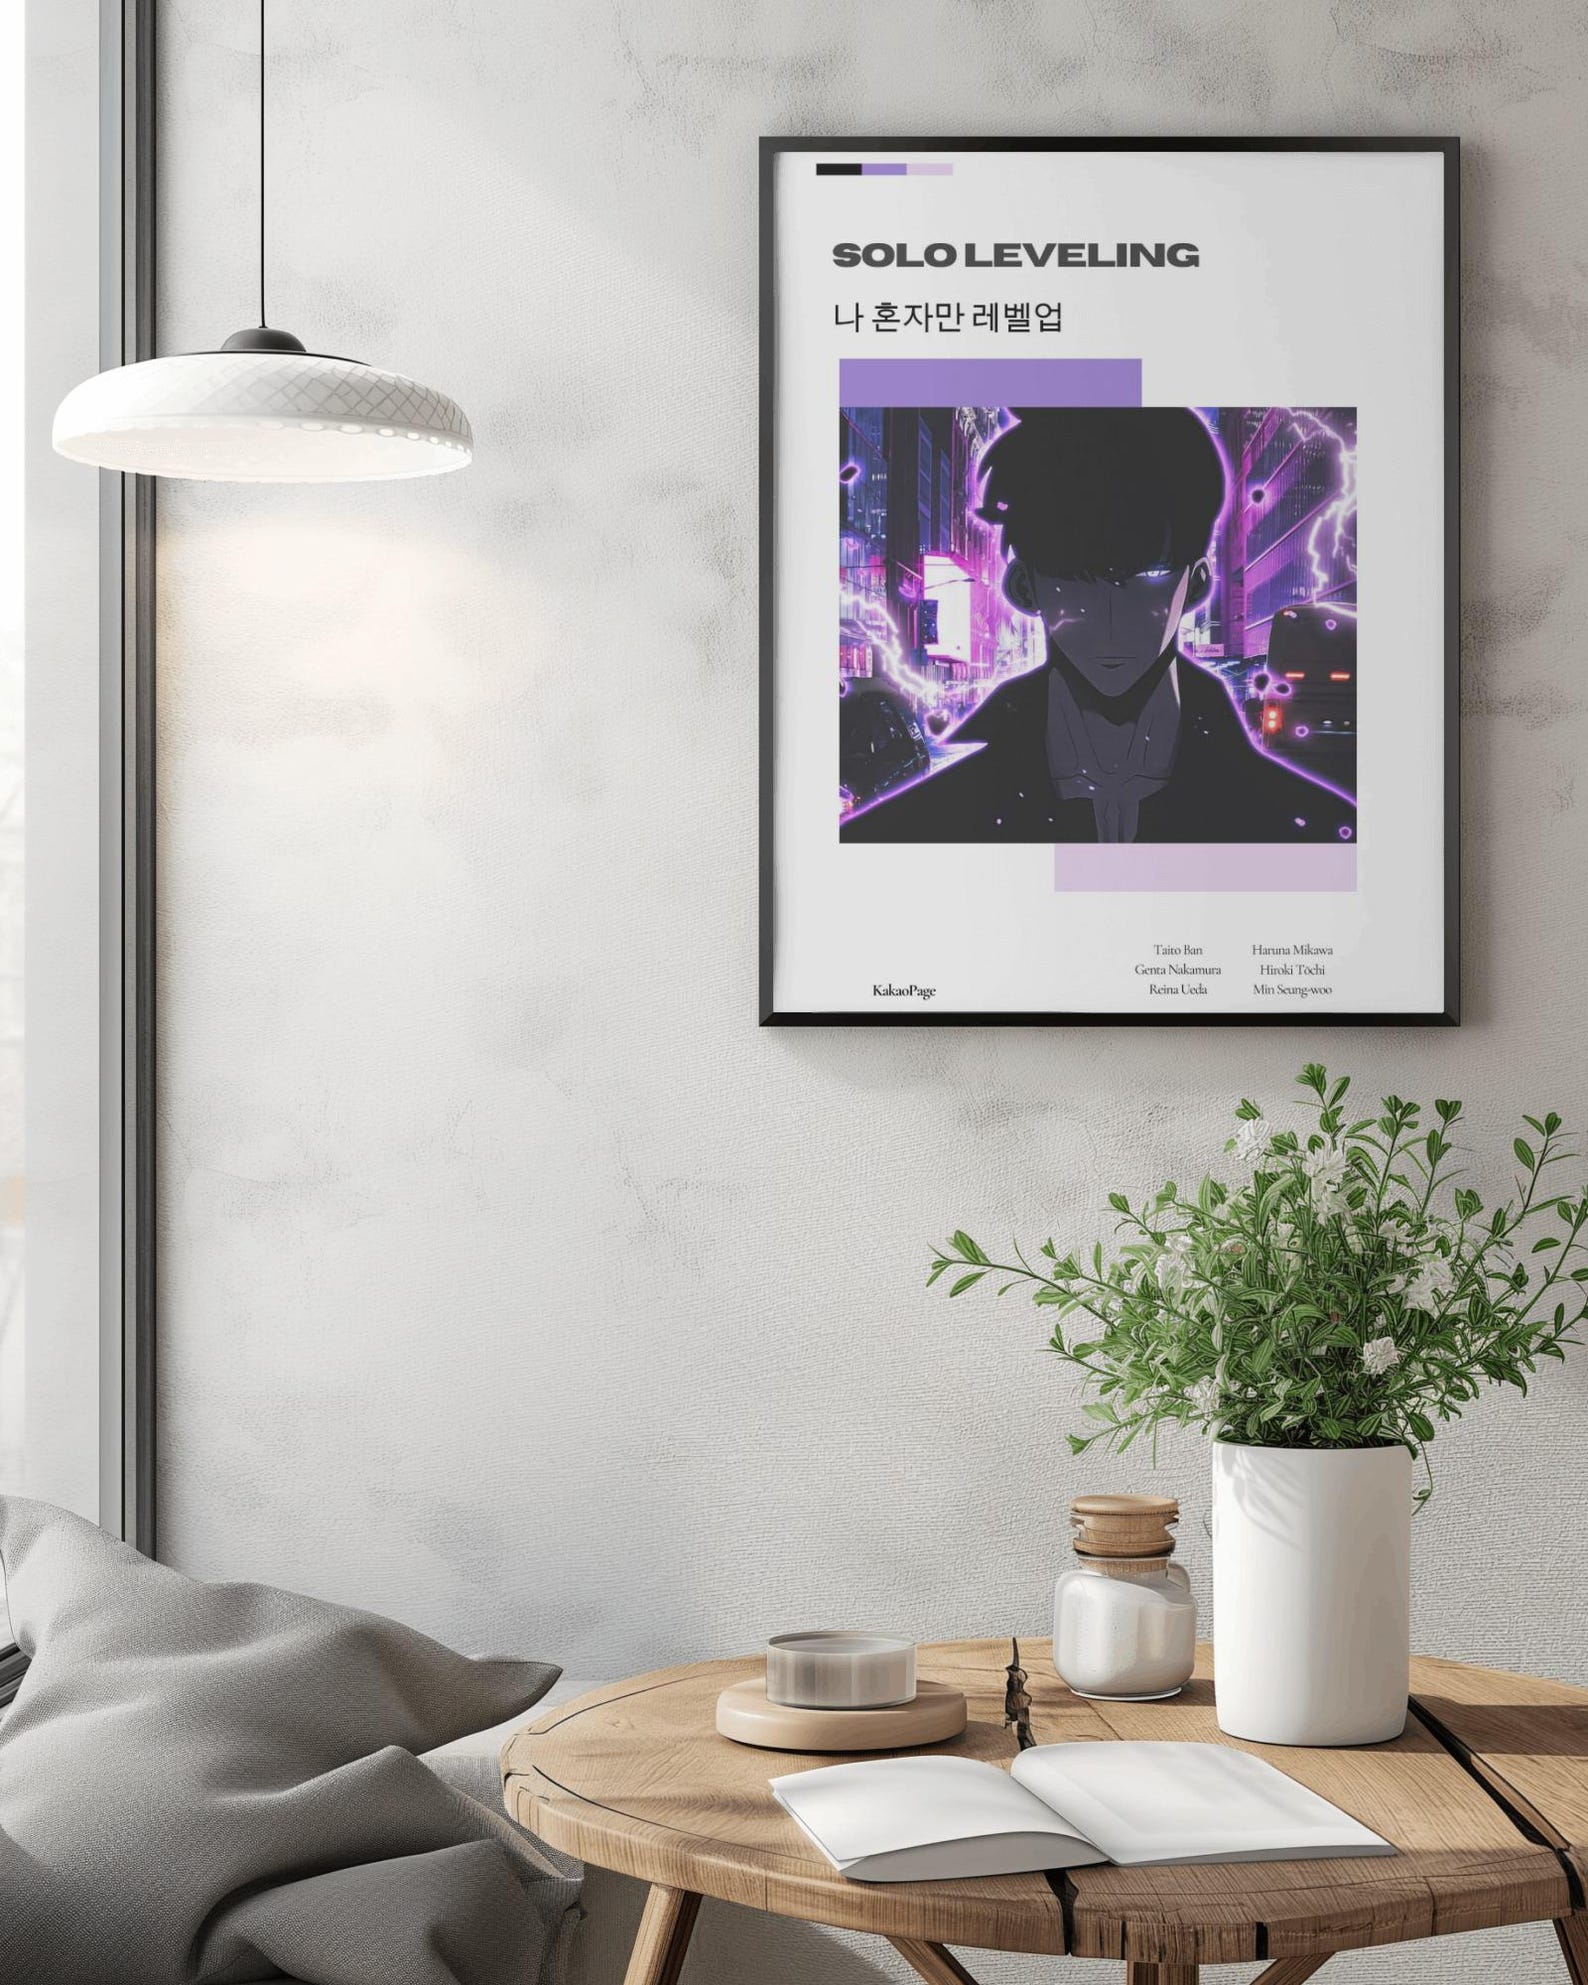 SOLO LEVELING
나 혼자만 레벨업
Taito Ban
Genta Nakamura
Reina Ueda
Haruna Mikawa
Hiroki Tōchi
Min Seung-woo
KakaoPage